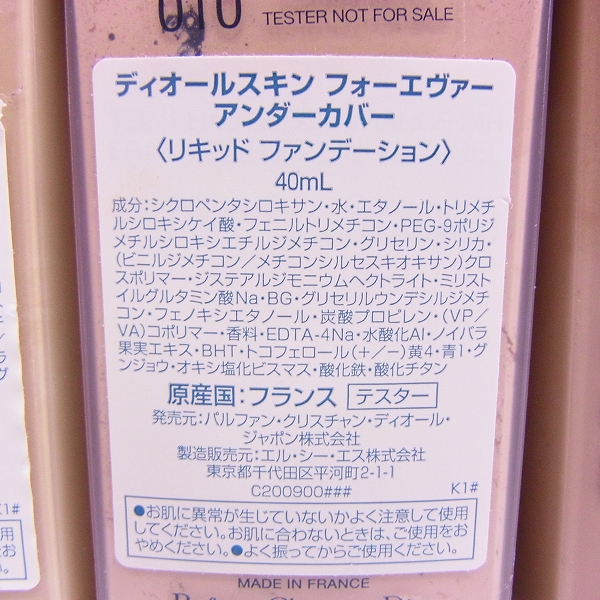 010 TESTER NOT FOR SALE
ディオールスキン フォーエヴァー
アンダーカバー
〈リキッド ファンデーション〉
40mL
成分:シクロペンタシロキサン・水・エタノール・トリメチ
ルシロキシケイ酸・フェニルトリメチコン・PEG-9ポリジ
メチルシロキシエチルジメチコン・グリセリン・シリカ・
(ビニルジメチコン/メチコンシルセスキオキサン)クロ
スポリマー・ジステアルジモニウムヘクトライト・ミリスト
イルグルタミン酸Na・BG・グリセリルウンデシルジメチ
コン・フェノキシエタノール・炭酸プロピレン・(VP/
VA)コポリマー・香料・EDTA-4Na・水酸化Al・ノイバラ
果実エキス・BHT・トコフェロール(+/−)黄4・青1・グ
ンジョウ・オキシ塩化ビスマス・酸化鉄・酸化チタン
原産国:フランス テスター
発売元:パルファン・クリスチャン・ディオール・
ジャポン株式会社
製造販売元:エル・シー・エス株式会社
東京都千代田区平河町2-1-1
C200900### K1#
●お肌に異常が生じていないかよく注意して使用
してください。お肌に合わないときは、ご使用をお
やめください。●よく振ってからご使用ください。
MADE IN FRANCE